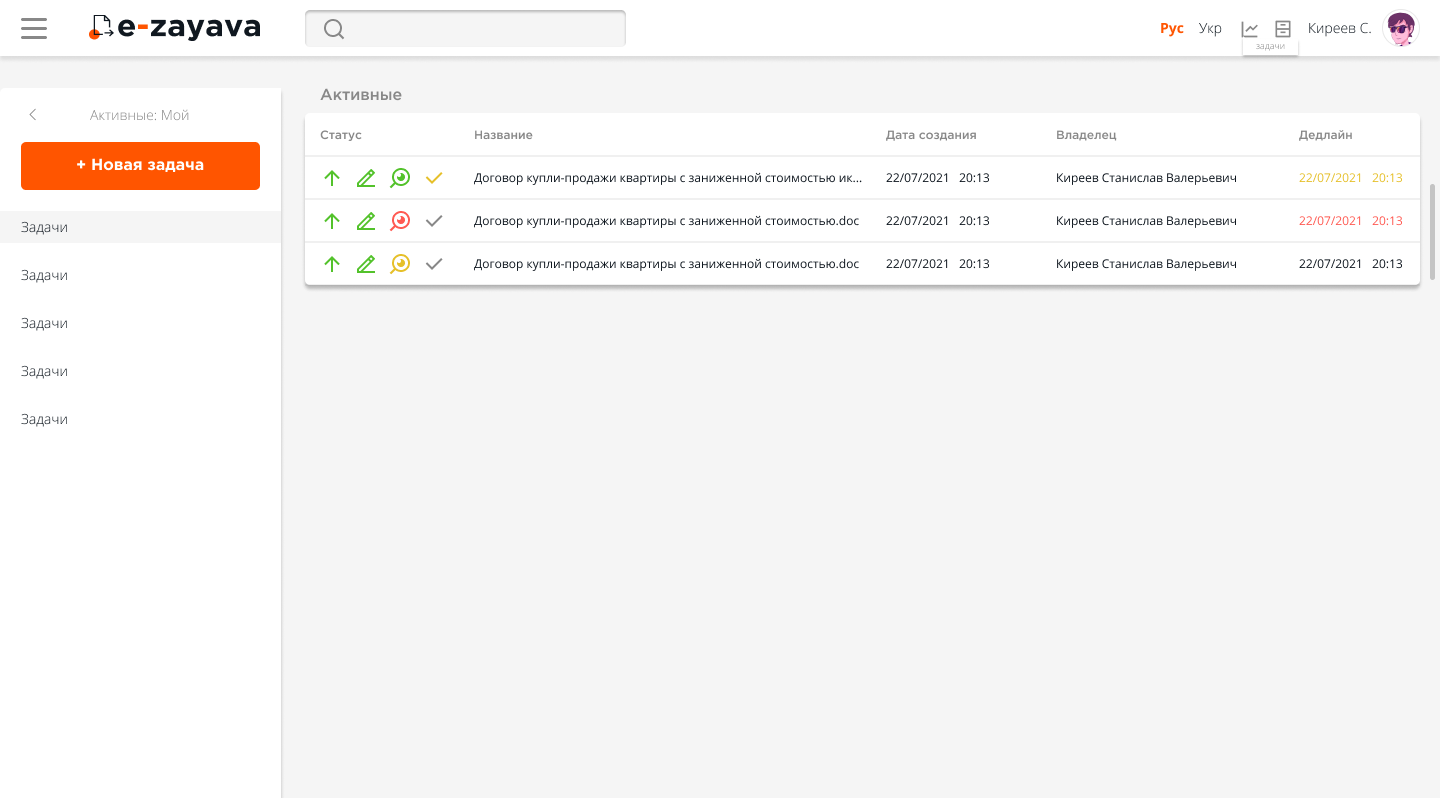 e-zayava
Рус Укр Киреев С.
задачи
Активные: Мой
+ Новая задача
Задачи
Задачи
Задачи
Задачи
Задачи
Активные
Статус Название Дата создания Владелец Дедлайн
Договор купли-продажи квартиры с заниженной стоимостью ик... 22/07/2021 20:13 Киреев Станислав Валерьевич 22/07/2021 20:13
Договор купли-продажи квартиры с заниженной стоимостью.doc 22/07/2021 20:13 Киреев Станислав Валерьевич 22/07/2021 20:13
Договор купли-продажи квартиры с заниженной стоимостью.doc 22/07/2021 20:13 Киреев Станислав Валерьевич 22/07/2021 20:13